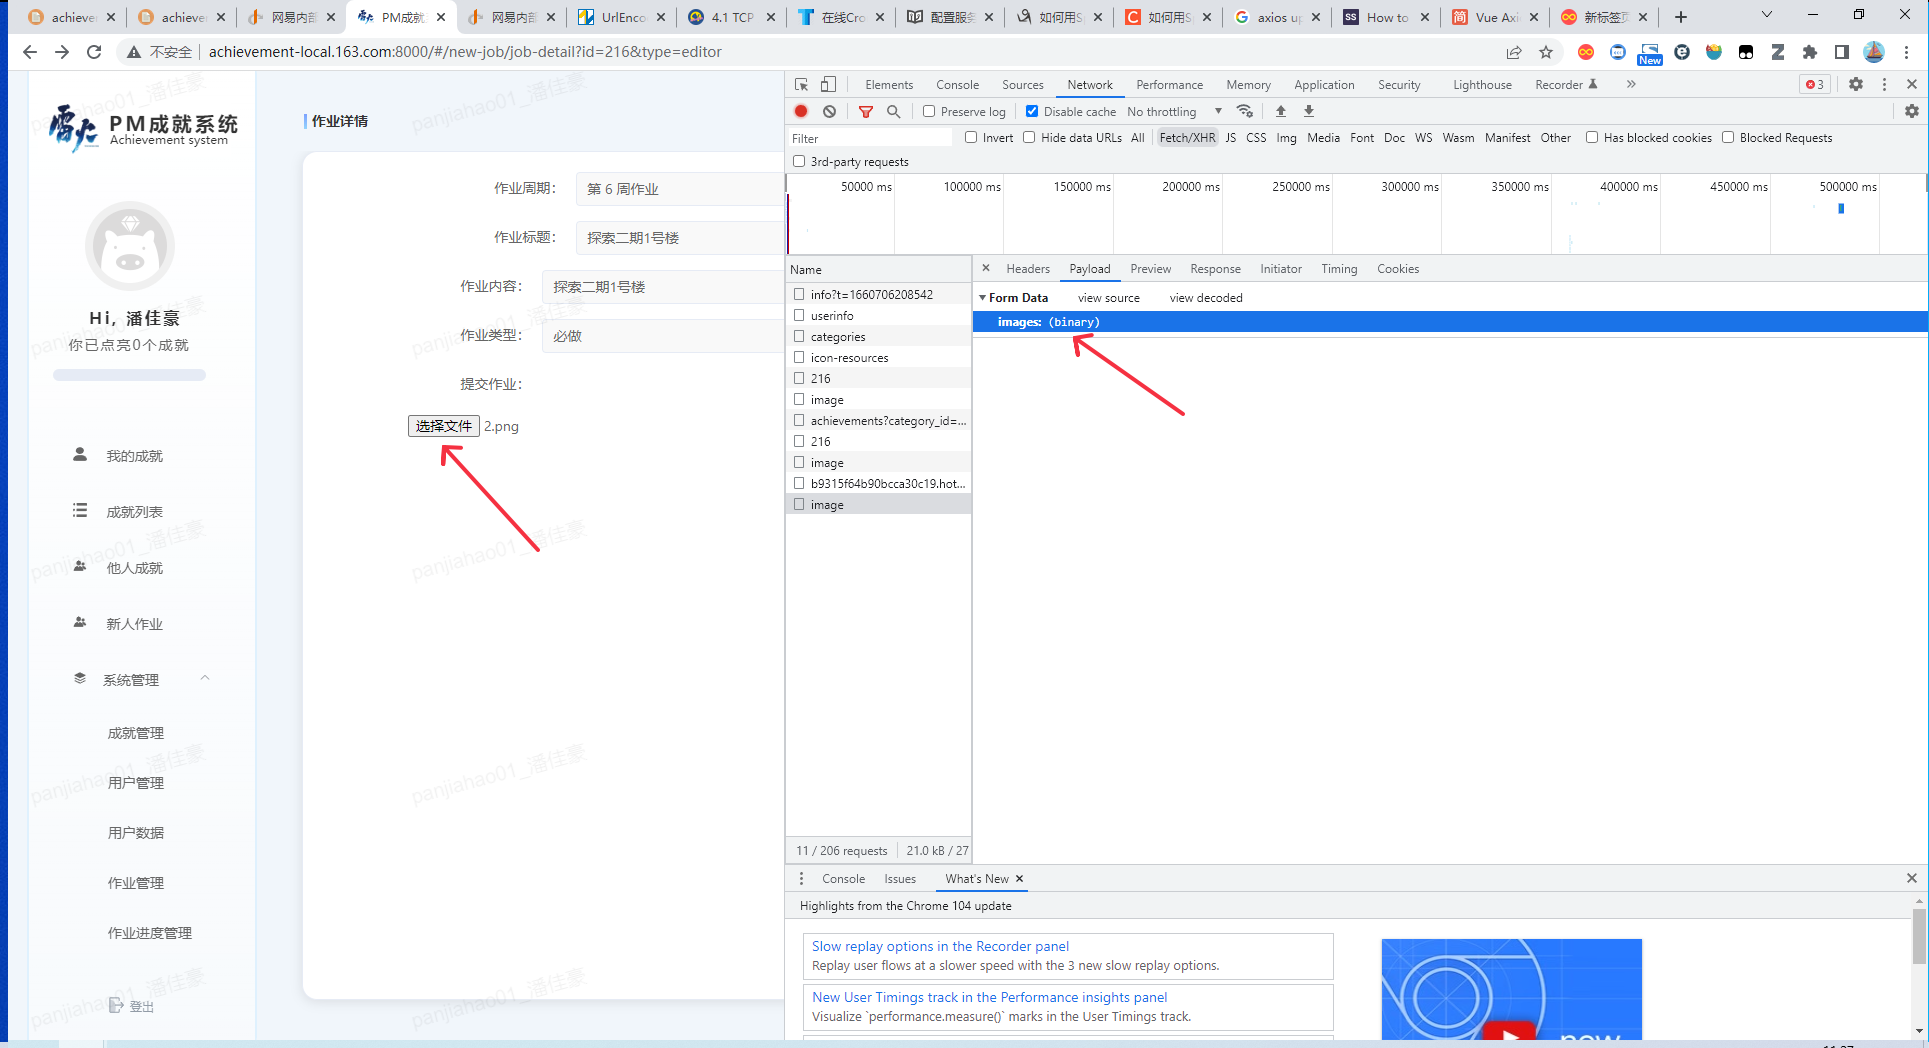 achievem
achievem
网易内部
PM成就
网易内部
UrlEnco
4.1 TCP
在线Cro
配置服务
如何用S
如何用S
axios up
How to
Vue Axi
新标签页
不安全 achievement-local.163.com:8000/#/new-job/job-detail?id=216&type=editor
New
雷火 PM成就系统
Achievement system
Hi, 潘佳豪
你已点亮0个成就
我的成就
成就列表
他人成就
新人作业
系统管理
成就管理
用户管理
用户数据
作业管理
作业进度管理
登出
panjiahao01_潘佳豪
作业详情
作业周期： 第 6 周作业
作业标题： 探索二期1号楼
作业内容： 探索二期1号楼
作业类型： 必做
提交作业：
选择文件 2.png
Elements Console Sources Network Performance Memory Application Security Lighthouse Recorder 3
Preserve log Disable cache No throttling
Filter Invert Hide data URLs All Fetch/XHR JS CSS Img Media Font Doc WS Wasm Manifest Other Has blocked cookies Blocked Requests
3rd-party requests
50000 ms 100000 ms 150000 ms 200000 ms 250000 ms 300000 ms 350000 ms 400000 ms 450000 ms 500000 ms
Name
info?t=1660706208542
userinfo
categories
icon-resources
216
image
achievements?category_id=...
216
image
b9315f64b90bcca30c19.hot...
image
11 / 206 requests 21.0 kB / 27
Headers Payload Preview Response Initiator Timing Cookies
Form Data view source view decoded
images: (binary)
Console Issues What's New
Highlights from the Chrome 104 update
Slow replay options in the Recorder panel
Replay user flows at a slower speed with the 3 new slow replay options.
New User Timings track in the Performance insights panel
Visualize `performance.measure()` marks in the User Timings track.
new